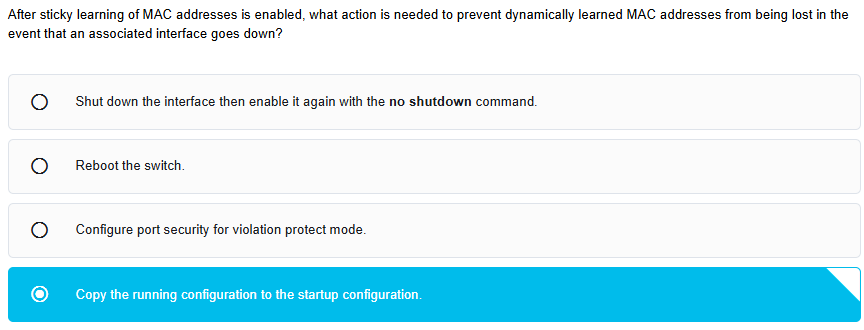 After sticky learning of MAC addresses is enabled, what action is needed to prevent dynamically learned MAC addresses from being lost in the
event that an associated interface goes down?
Shut down the interface then enable it again with the no shutdown command.
Reboot the switch.
Configure port security for violation protect mode.
Copy the running configuration to the startup configuration.